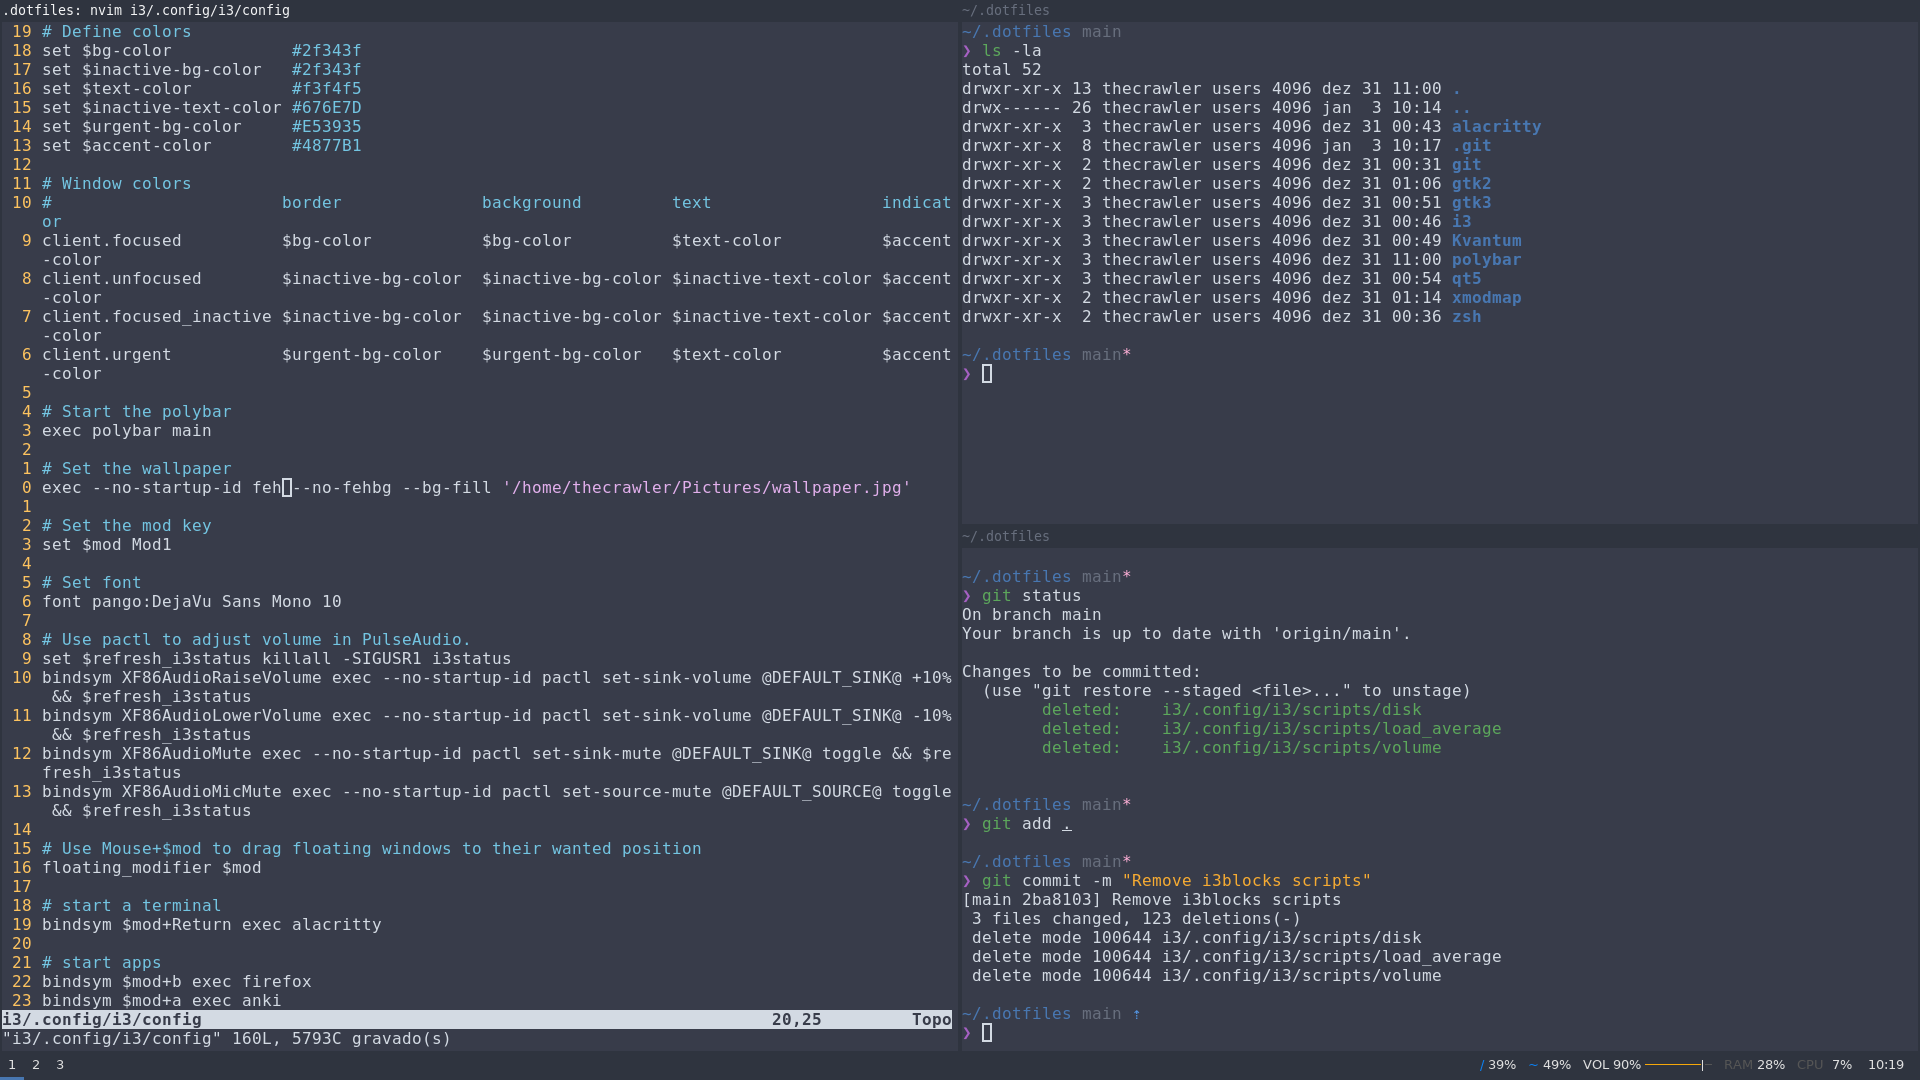 .dotfiles: nvim i3/.config/i3/config
19 # Define colors
18 set $bg-color            #2f343f
17 set $inactive-bg-color   #2f343f
16 set $text-color          #f3f4f5
15 set $inactive-text-color #676E7D
14 set $urgent-bg-color     #E53935
13 set $accent-color        #4877B1
12
11 # Window colors
10 #                       border              background         text                 indicat
or
9 client.focused          $bg-color           $bg-color          $text-color          $accent
-color
8 client.unfocused        $inactive-bg-color  $inactive-bg-color $inactive-text-color $accent
-color
7 client.focused_inactive $inactive-bg-color  $inactive-bg-color $inactive-text-color $accent
-color
6 client.urgent           $urgent-bg-color    $urgent-bg-color   $text-color          $accent
-color
5
4 # Start the polybar
3 exec polybar main
2
1 # Set the wallpaper
0 exec --no-startup-id feh --no-fehbg --bg-fill '/home/thecrawler/Pictures/wallpaper.jpg'
1
2 # Set the mod key
3 set $mod Mod1
4
5 # Set font
6 font pango:DejaVu Sans Mono 10
7
8 # Use pactl to adjust volume in PulseAudio.
9 set $refresh_i3status killall -SIGUSR1 i3status
10 bindsym XF86AudioRaiseVolume exec --no-startup-id pactl set-sink-volume @DEFAULT_SINK@ +10%
&& $refresh_i3status
11 bindsym XF86AudioLowerVolume exec --no-startup-id pactl set-sink-volume @DEFAULT_SINK@ -10%
&& $refresh_i3status
12 bindsym XF86AudioMute exec --no-startup-id pactl set-sink-mute @DEFAULT_SINK@ toggle && $re
fresh_i3status
13 bindsym XF86AudioMicMute exec --no-startup-id pactl set-source-mute @DEFAULT_SOURCE@ toggle
&& $refresh_i3status
14
15 # Use Mouse+$mod to drag floating windows to their wanted position
16 floating_modifier $mod
17
18 # start a terminal
19 bindsym $mod+Return exec alacritty
20
21 # start apps
22 bindsym $mod+b exec firefox
23 bindsym $mod+a exec anki
i3/.config/i3/config                                                         20,25         Topo
"i3/.config/i3/config" 160L, 5793C gravado(s)
~/.dotfiles
~/.dotfiles main
❯ ls -la
total 52
drwxr-xr-x 13 thecrawler users 4096 dez 31 11:00 .
drwx------ 26 thecrawler users 4096 jan  3 10:14 ..
drwxr-xr-x  3 thecrawler users 4096 dez 31 00:43 alacritty
drwxr-xr-x  8 thecrawler users 4096 jan  3 10:17 .git
drwxr-xr-x  2 thecrawler users 4096 dez 31 00:31 git
drwxr-xr-x  2 thecrawler users 4096 dez 31 01:06 gtk2
drwxr-xr-x  3 thecrawler users 4096 dez 31 00:51 gtk3
drwxr-xr-x  3 thecrawler users 4096 dez 31 00:46 i3
drwxr-xr-x  3 thecrawler users 4096 dez 31 00:49 Kvantum
drwxr-xr-x  3 thecrawler users 4096 dez 31 11:00 polybar
drwxr-xr-x  3 thecrawler users 4096 dez 31 00:54 qt5
drwxr-xr-x  2 thecrawler users 4096 dez 31 01:14 xmodmap
drwxr-xr-x  2 thecrawler users 4096 dez 31 00:36 zsh
~/.dotfiles main*
❯
~/.dotfiles
~/.dotfiles main*
❯ git status
On branch main
Your branch is up to date with 'origin/main'.
Changes to be committed:
  (use "git restore --staged <file>..." to unstage)
        deleted:    i3/.config/i3/scripts/disk
        deleted:    i3/.config/i3/scripts/load_average
        deleted:    i3/.config/i3/scripts/volume
~/.dotfiles main*
❯ git add .
~/.dotfiles main*
❯ git commit -m "Remove i3blocks scripts"
[main 2ba8103] Remove i3blocks scripts
 3 files changed, 123 deletions(-)
 delete mode 100644 i3/.config/i3/scripts/disk
 delete mode 100644 i3/.config/i3/scripts/load_average
 delete mode 100644 i3/.config/i3/scripts/volume
~/.dotfiles main ⇡
❯
1 2 3 / 39% ~ 49% VOL 90% RAM 28% CPU 7% 10:19